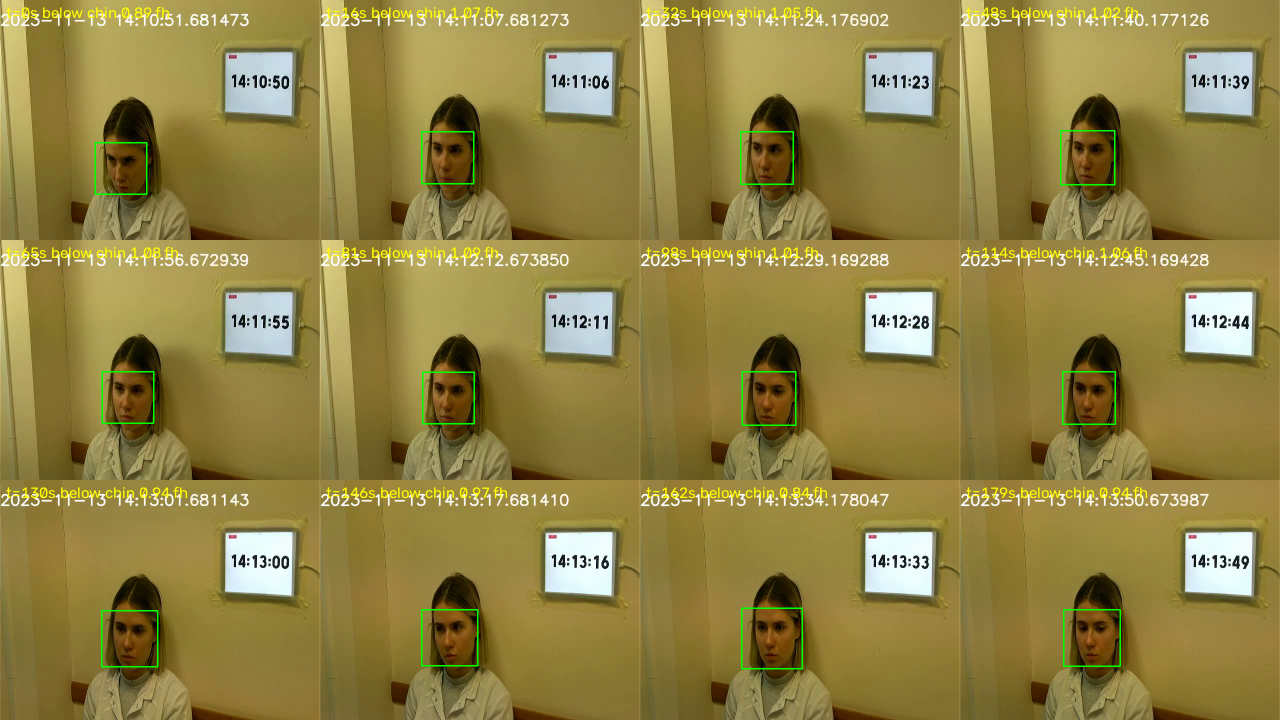 t=0s below chin 0.89 fh
2023-11-13 14:10:51.681473
14:10:50
t=16s below chin 1.07 fh
2023-11-13 14:11:07.681273
14:11:06
t=32s below chin 1.05 fh
2023-11-13 14:11:24.176902
14:11:23
t=48s below chin 1.02 fh
2023-11-13 14:11:40.177126
14:11:39
t=65s below chin 1.08 fh
2023-11-13 14:11:56.672939
14:11:55
t=81s below chin 1.09 fh
2023-11-13 14:12:12.673850
14:12:11
t=98s below chin 1.01 fh
2023-11-13 14:12:29.169288
14:12:28
t=114s below chin 1.06 fh
2023-11-13 14:12:45.169428
14:12:44
t=130s below chin 0.94 fh
2023-11-13 14:13:01.681143
14:13:00
t=146s below chin 0.97 fh
2023-11-13 14:13:17.681410
14:13:16
t=162s below chin 0.84 fh
2023-11-13 14:13:34.178047
14:13:33
t=179s below chin 0.94 fh
2023-11-13 14:13:50.673987
14:13:49